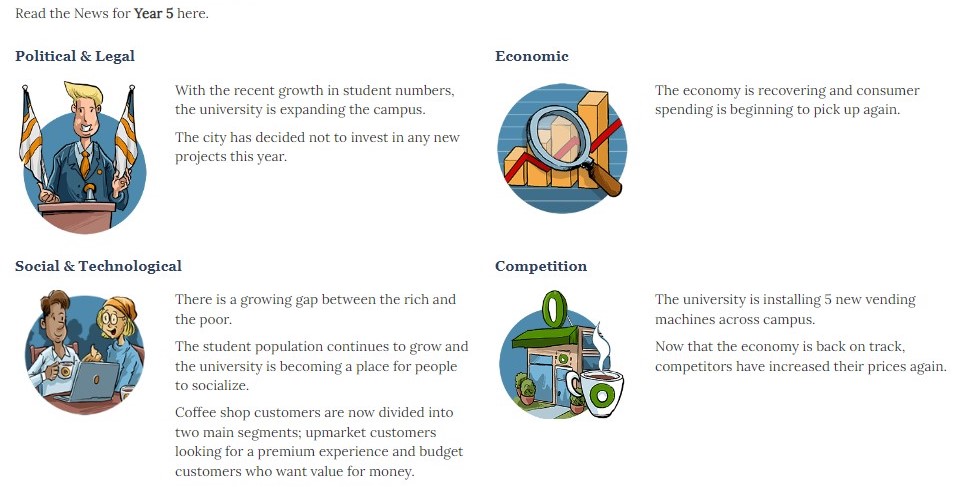 Read the News for Year 5 here.
Political & Legal
With the recent growth in student numbers,
the university is expanding the campus.
The city has decided not to invest in any new
projects this year.
Economic
The economy is recovering and consumer
spending is beginning to pick up again.
Social & Technological
There is a growing gap between the rich and
the poor.
The student population continues to grow and
the university is becoming a place for people
to socialize.
Coffee shop customers are now divided into
two main segments; upmarket customers
looking for a premium experience and budget
customers who want value for money.
Competition
The university is installing 5 new vending
machines across campus.
Now that the economy is back on track,
competitors have increased their prices again.